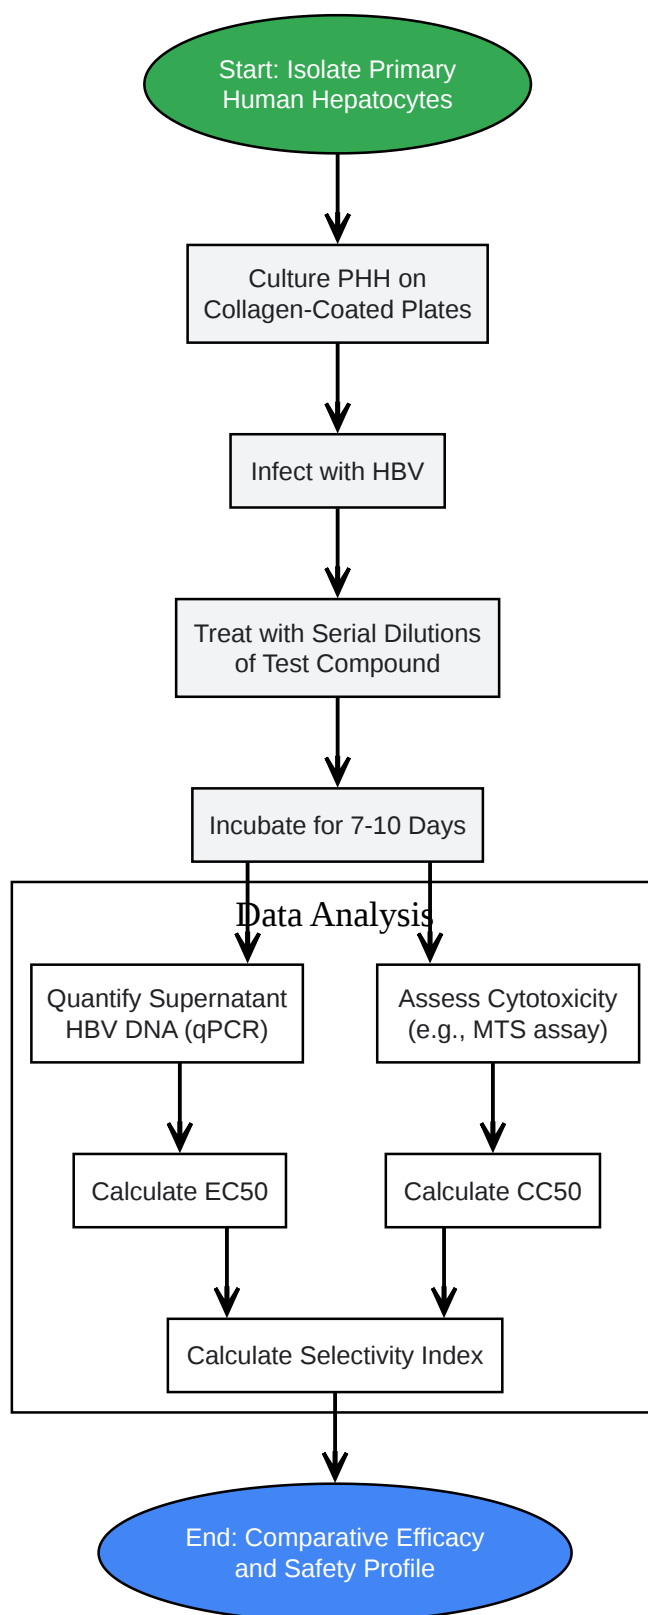 Start: Isolate Primary
Human Hepatocytes
Culture PHH on
Collagen-Coated Plates
Infect with HBV
Treat with Serial Dilutions
of Test Compound
Incubate for 7-10 Days
Data Analysis
Quantify Supernatant
HBV DNA (qPCR)
Assess Cytotoxicity
(e.g., MTS assay)
Calculate EC50
Calculate CC50
Calculate Selectivity Index
End: Comparative Efficacy
and Safety Profile